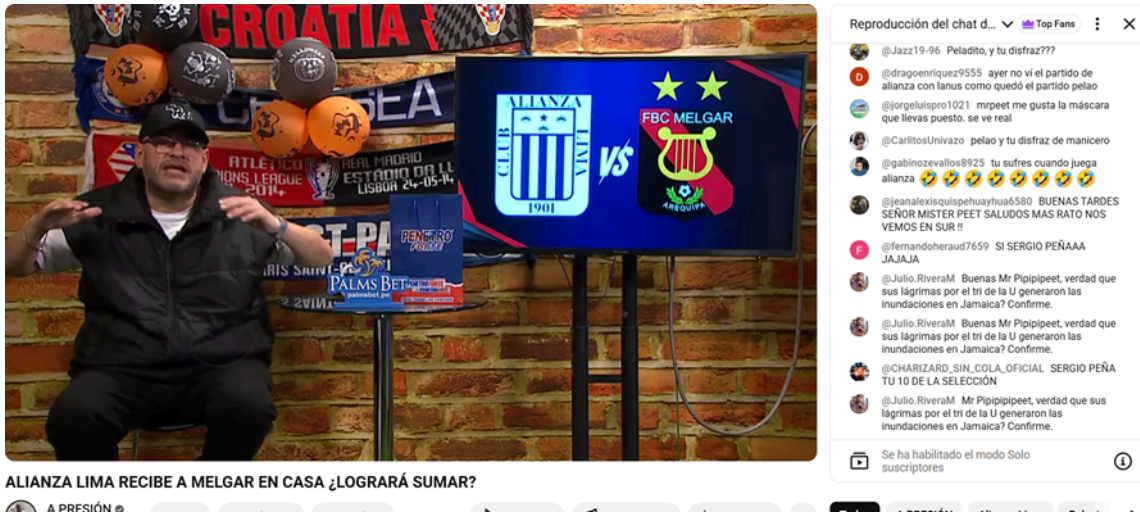 CROATIA
CHELSEA
ATLÉTICO
REAL MADRID
IONS LEAGUE
ESTÁDIO DA LUZ
2014
LISBOA 24-05-14
PENETRO
FORTE
PALMS BET
palmsbet.pe
CLUB
ALIANZA
LIMA
1901
VS
FBC MELGAR
AREQUIPA
ALIANZA LIMA RECIBE A MELGAR EN CASA ¿LOGRARÁ SUMAR?
A PRESIÓN
Reproducción del chat d...
Top Fans
@Jazz19-96 Peladito, y tu disfraz???
@dragoenriquez9555 ayer no ví el partido de
alianza con lanus como quedó el partido pelao
@jorgeluispro1021 mrpeet me gusta la máscara
que llevas puesto. se ve real
@CarlitosUnivazo pelao y tu disfraz de manicero
@gabinozevallos8925 tu sufres cuando juega
alianza 🤣🤣🤣🤣🤣🤣🤣🤣
@jeanalexisquispehuayhua6580 BUENAS TARDES
SEÑOR MISTER PEET SALUDOS MAS RATO NOS
VEMOS EN SUR !!
F
@fernandoheraud7659 SI SERGIO PEÑAAA
JAJAJA
@Julio.RiveraM Buenas Mr Pipipipeet, verdad que
sus lágrimas por el tri de la U generaron las
inundaciones en Jamaica? Confirme.
@Julio.RiveraM Buenas Mr Pipipipeet, verdad que
sus lágrimas por el tri de la U generaron las
inundaciones en Jamaica? Confirme.
@CHARIZARD_SIN_COLA_OFICIAL SERGIO PEÑA
TU 10 DE LA SELECCIÓN
@Julio.RiveraM Mr Pipipipeet, verdad que sus
lágrimas por el tri de la U generaron las
inundaciones en Jamaica? Confirme.
Se ha habilitado el modo Solo
suscriptores